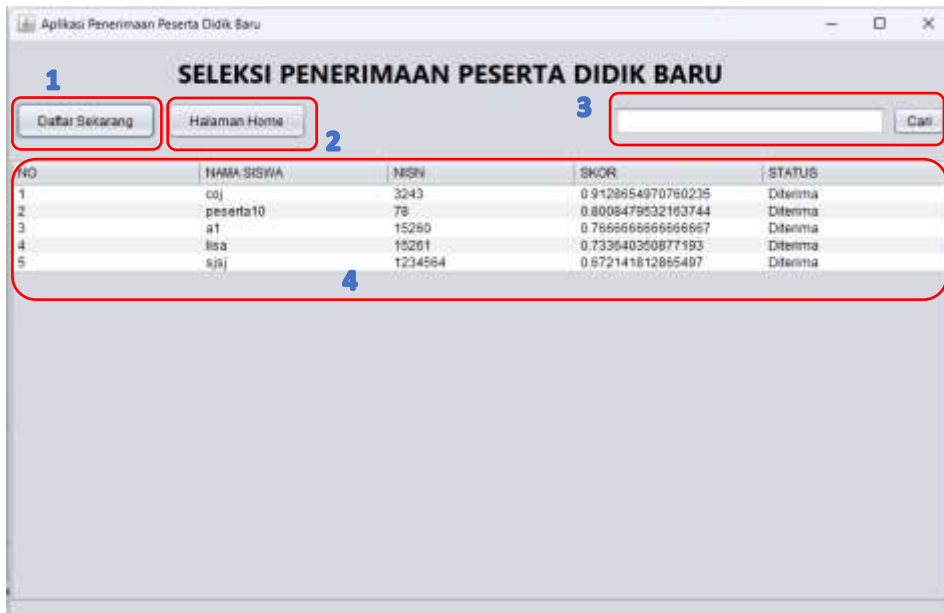 Aplikasi Penerimaan Peserta Didik Baru
SELEKSI PENERIMAAN PESERTA DIDIK BARU
1
Daftar Sekarang
Halaman Home
2
3
Cari
NO NAMA SISWA NISN SKOR STATUS
1 coj 3243 0.9128654970760235 Diterima
2 peserta10 78 0.8008479532163744 Diterima
3 a1 15260 0.7666666666666667 Diterima
4 lisa 15261 0.733640350877193 Diterima
5 sjsj 1234564 0.672141812865497 Diterima
4